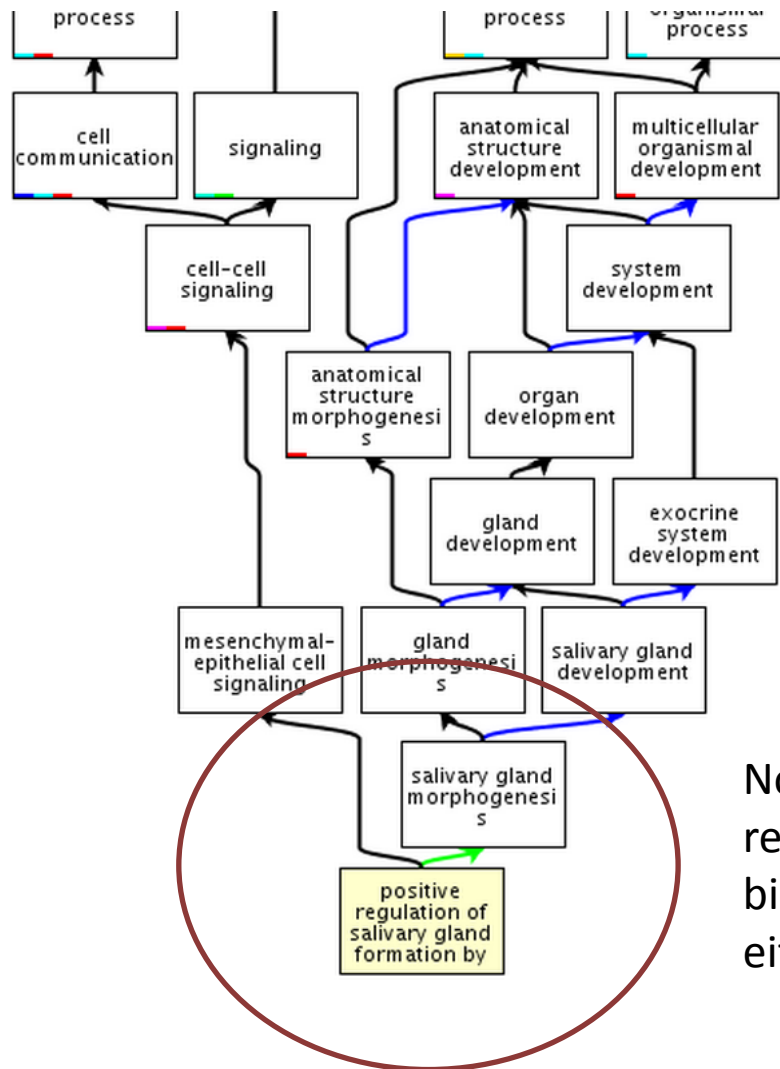 process
process
process
cell
communication
signaling
anatomical
structure
development
multicellular
organismal
development
cell-cell
signaling
system
development
anatomical
structure
morphogenesi
s
organ
development
gland
development
exocrine
system
development
mesenchymal-
epithelial cell
signaling
gland
morphogenesi
s
salivary gland
development
salivary gland
morphogenesi
s
positive
regulation of
salivary gland
formation by
No
re
bi
eit